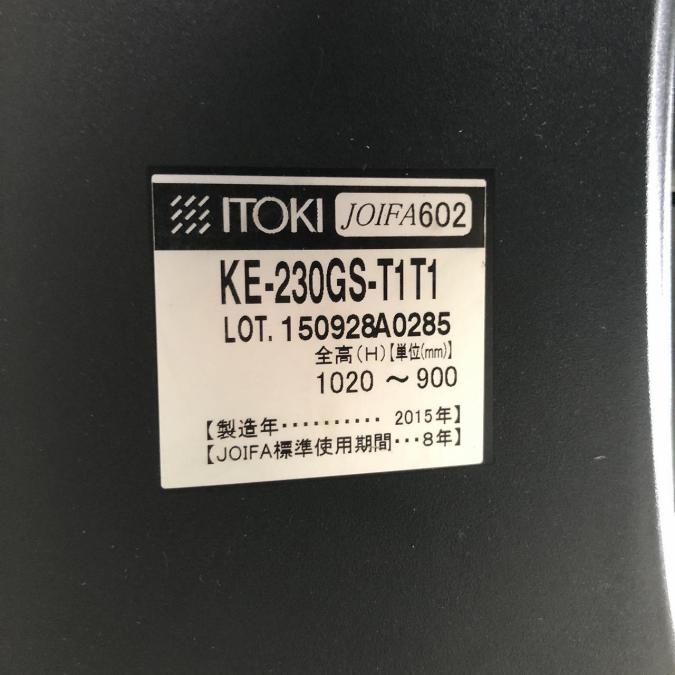 ITOKI JOIFA602
KE-230GS-T1T1
LOT. 150928A0285
全高(H)【単位(mm)】
1020 〜 900
【製造年・・・・・・・・・・ 2015年】
【JOIFA標準使用期間・・・8年】